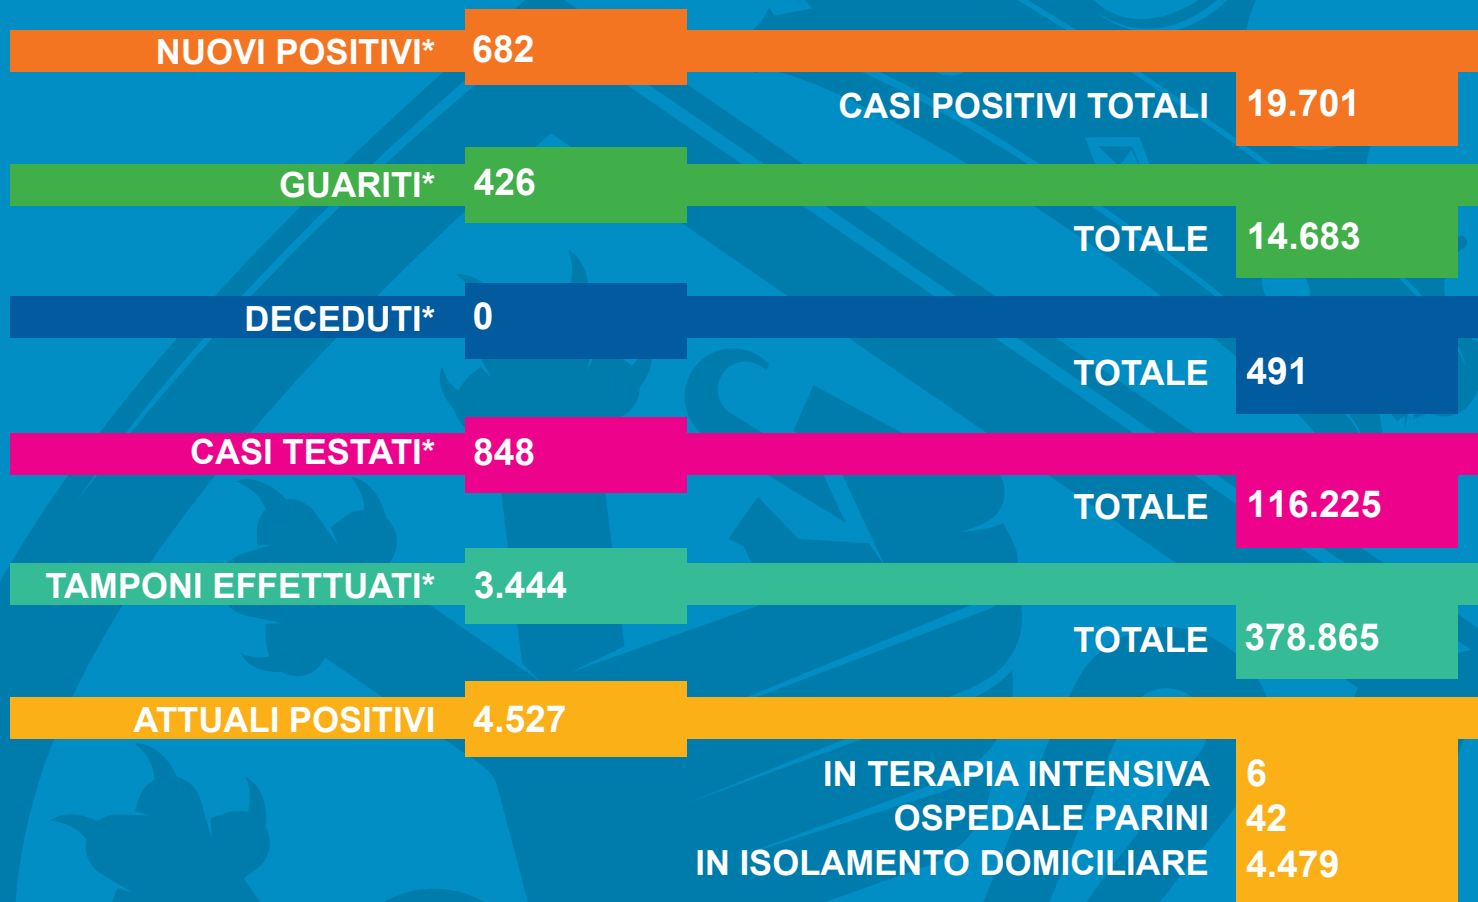 NUOVI POSITIVI* 682
CASI POSITIVI TOTALI 19.701
GUARITI* 426
TOTALE 14.683
DECEDUTI* 0
TOTALE 491
CASI TESTATI* 848
TOTALE 116.225
TAMPONI EFFETTUATI* 3.444
TOTALE 378.865
ATTUALI POSITIVI 4.527
IN TERAPIA INTENSIVA 6
OSPEDALE PARINI 42
IN ISOLAMENTO DOMICILIARE 4.479